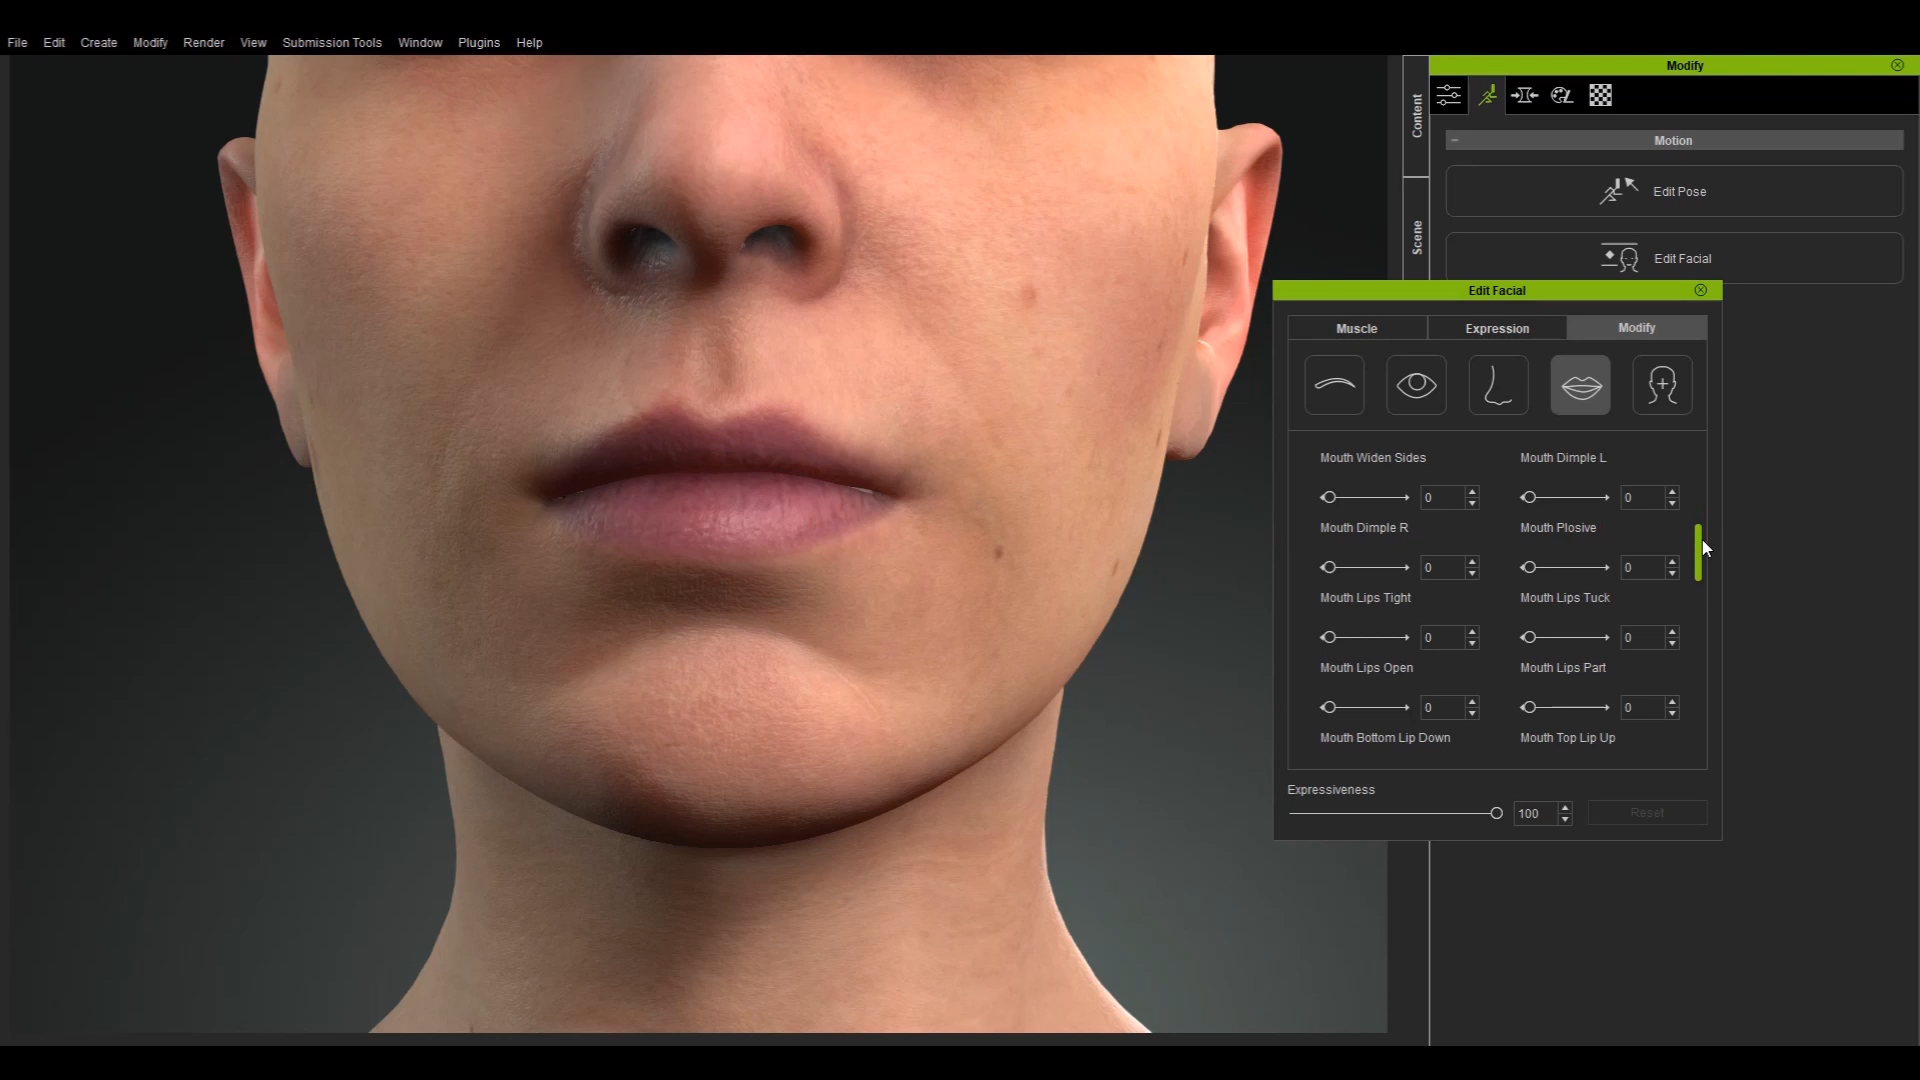 File Edit Create Modify Render View Submission Tools Window Plugins Help
Modify
Content
Scene
Motion
Edit Pose
Edit Facial
Edit Facial
Muscle Expression Modify
Mouth Widen Sides Mouth Dimple L
0 0
Mouth Dimple R Mouth Plosive
0 0
Mouth Lips Tight Mouth Lips Tuck
0 0
Mouth Lips Open Mouth Lips Part
0 0
Mouth Bottom Lip Down Mouth Top Lip Up
Expressiveness
100 Reset